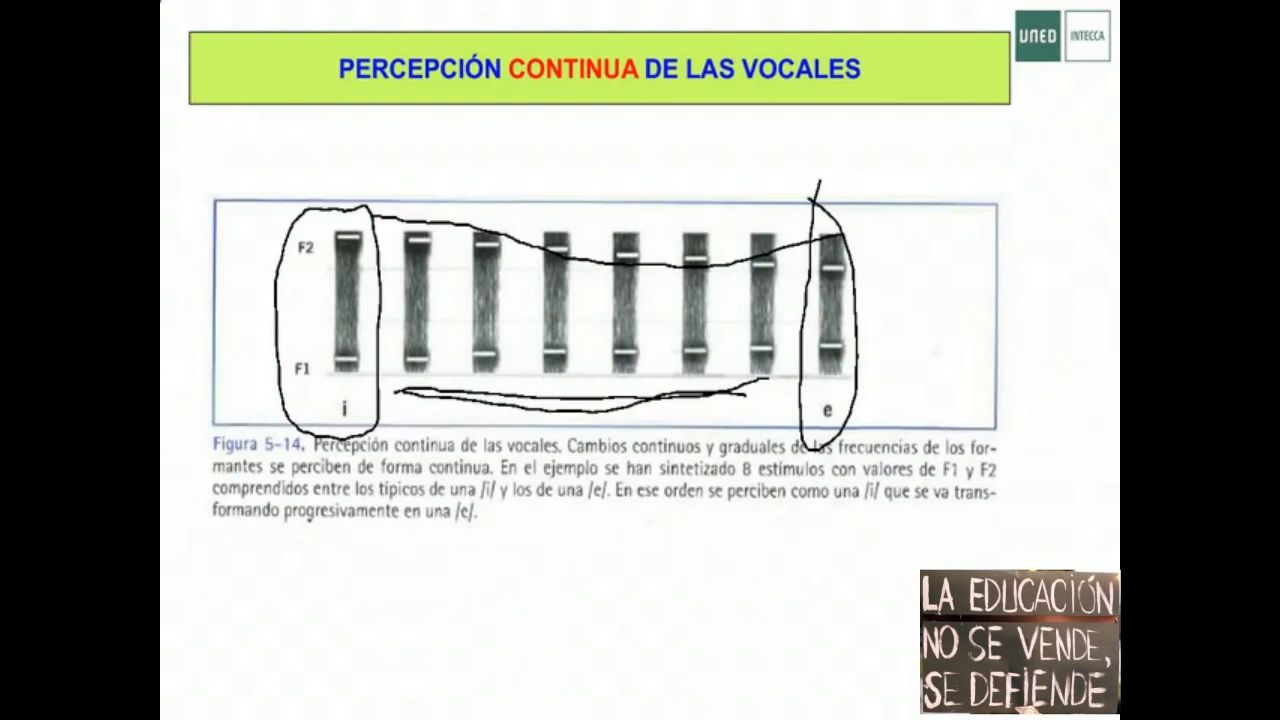 UNED INTECCA
PERCEPCIÓN CONTINUA DE LAS VOCALES
F2
F1
i e
Figura 5-14. Percepción continua de las vocales. Cambios continuos y graduales de las frecuencias de los for-
mantes se perciben de forma continua. En el ejemplo se han sintetizado 8 estímulos con valores de F1 y F2
comprendidos entre los típicos de una /i/ y los de una /e/. En ese orden se perciben como una /i/ que se va trans-
formando progresivamente en una /e/.
LA EDUCACIÓN
NO SE VENDE,
SE DEFIENDE